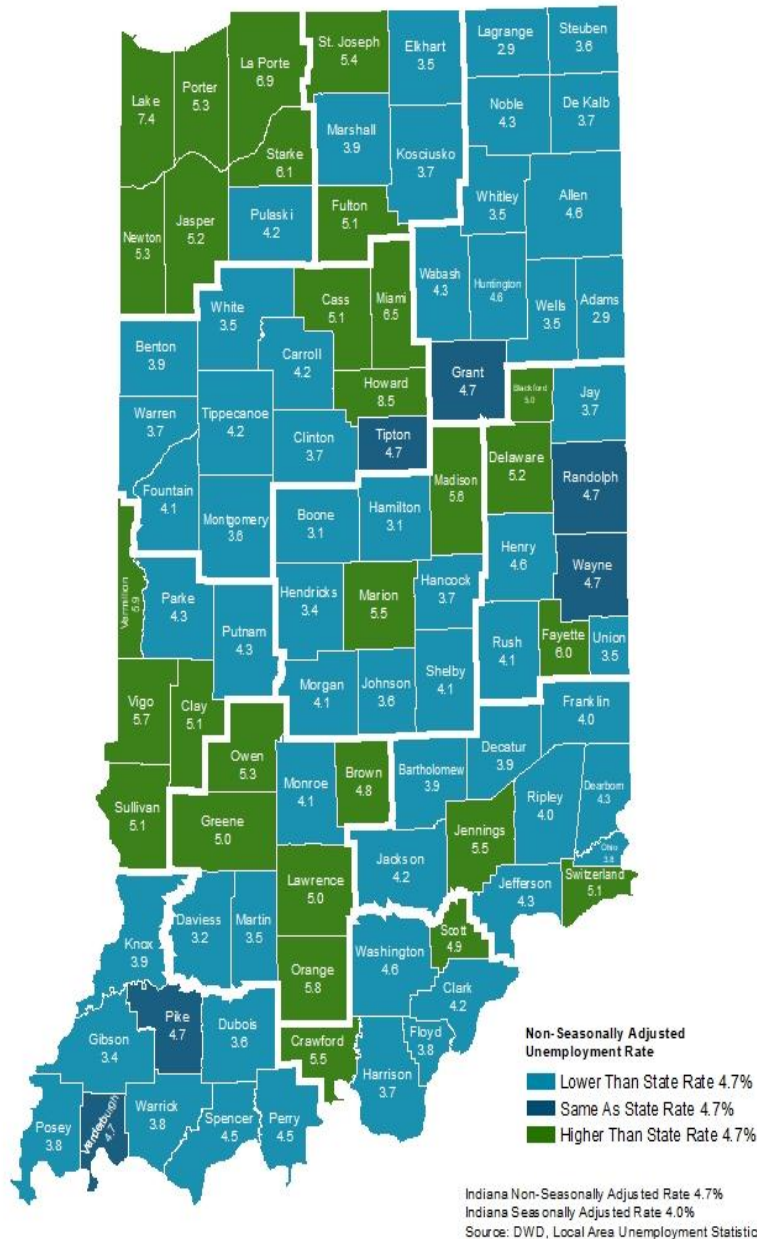 St. Joseph
5.4
Elkhart
3.5
Lagrange
2.9
Steuben
3.6
La Porte
6.9
Porter
5.3
Lake
7.4
Noble
4.3
De Kalb
3.7
Marshall
3.9
Kosciusko
3.7
Starke
6.1
Whitley
3.5
Allen
4.6
Newton
5.3
Jasper
5.2
Pulaski
4.2
Fulton
5.1
Wabash
4.3
Huntington
4.6
Wells
3.5
Adams
2.9
White
3.5
Cass
5.1
Miami
6.5
Benton
3.9
Carroll
4.2
Grant
4.7
Howard
8.5
Blackford
5.0
Jay
3.7
Warren
3.7
Tippecanoe
4.2
Clinton
3.7
Tipton
4.7
Delaware
5.2
Randolph
4.7
Madison
5.6
Fountain
4.1
Montgomery
3.6
Boone
3.1
Hamilton
3.1
Henry
4.6
Wayne
4.7
Vermillion
5.9
Parke
4.3
Putnam
4.3
Hendricks
3.4
Marion
5.5
Hancock
3.7
Rush
4.1
Fayette
6.0
Union
3.5
Vigo
5.7
Clay
5.1
Morgan
4.1
Johnson
3.6
Shelby
4.1
Franklin
4.0
Owen
5.3
Monroe
4.1
Brown
4.8
Bartholomew
3.9
Decatur
3.9
Ripley
4.0
Dearborn
4.3
Sullivan
5.1
Greene
5.0
Jennings
5.5
Ohio
3.8
Jackson
4.2
Jefferson
4.3
Switzerland
5.1
Lawrence
5.0
Knox
3.9
Daviess
3.2
Martin
3.5
Washington
4.6
Scott
4.9
Orange
5.8
Clark
4.2
Pike
4.7
Dubois
3.6
Gibson
3.4
Crawford
5.5
Floyd
3.8
Harrison
3.7
Posey
3.8
Vanderburgh
4.7
Warrick
3.8
Spencer
4.5
Perry
4.5
Non-Seasonally Adjusted
Unemployment Rate
Lower Than State Rate 4.7%
Same As State Rate 4.7%
Higher Than State Rate 4.7%
Indiana Non-Seasonally Adjusted Rate 4.7%
Indiana Seasonally Adjusted Rate 4.0%
Source: DWD, Local Area Unemployment Statistic